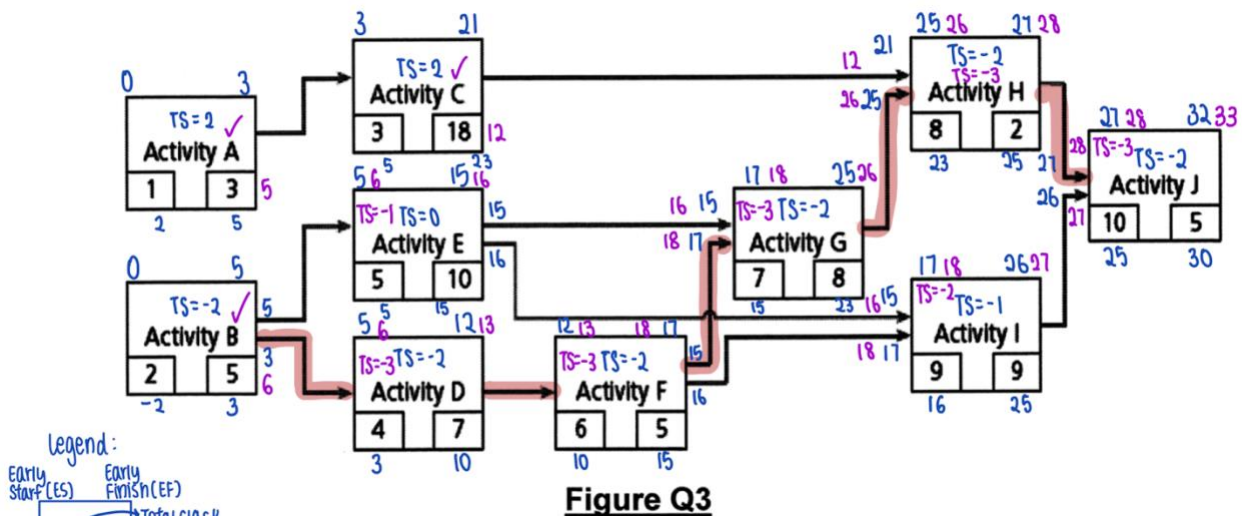 0 3
TS=2 ✓
Activity A
1 3 5
2 5
3 21
TS=2 ✓
Activity C
3 18 12
5 23
0 5
TS=-2 ✓
Activity B
2 5
-2 3
5
3
6
5 6 15 16
TS=-1 TS=0
Activity E
5 10
5 15
15
16
5 6 12 13
TS=-3 TS=-2
Activity D
4 7
3 10
12 13 18 17
TS=-3 TS=-2
Activity F
6 5
10 15
15
16
16 15
18 17
17 18 25 26
TS=-3 TS=-2
Activity G
7 8
15 23
12 21
26 25
25 26 27 28
TS=-2
TS=-3
Activity H
8 2
23 25
16 15
18 17
17 18 26 27
TS=-2 TS=-1
Activity I
9 9
16 25
28
27
26
27
27 28 32 33
TS=-3 TS=-2
Activity J
10 5
25 30
Legend:
Early Early
Start(ES) Finish(EF)
Total slack
Figure Q3